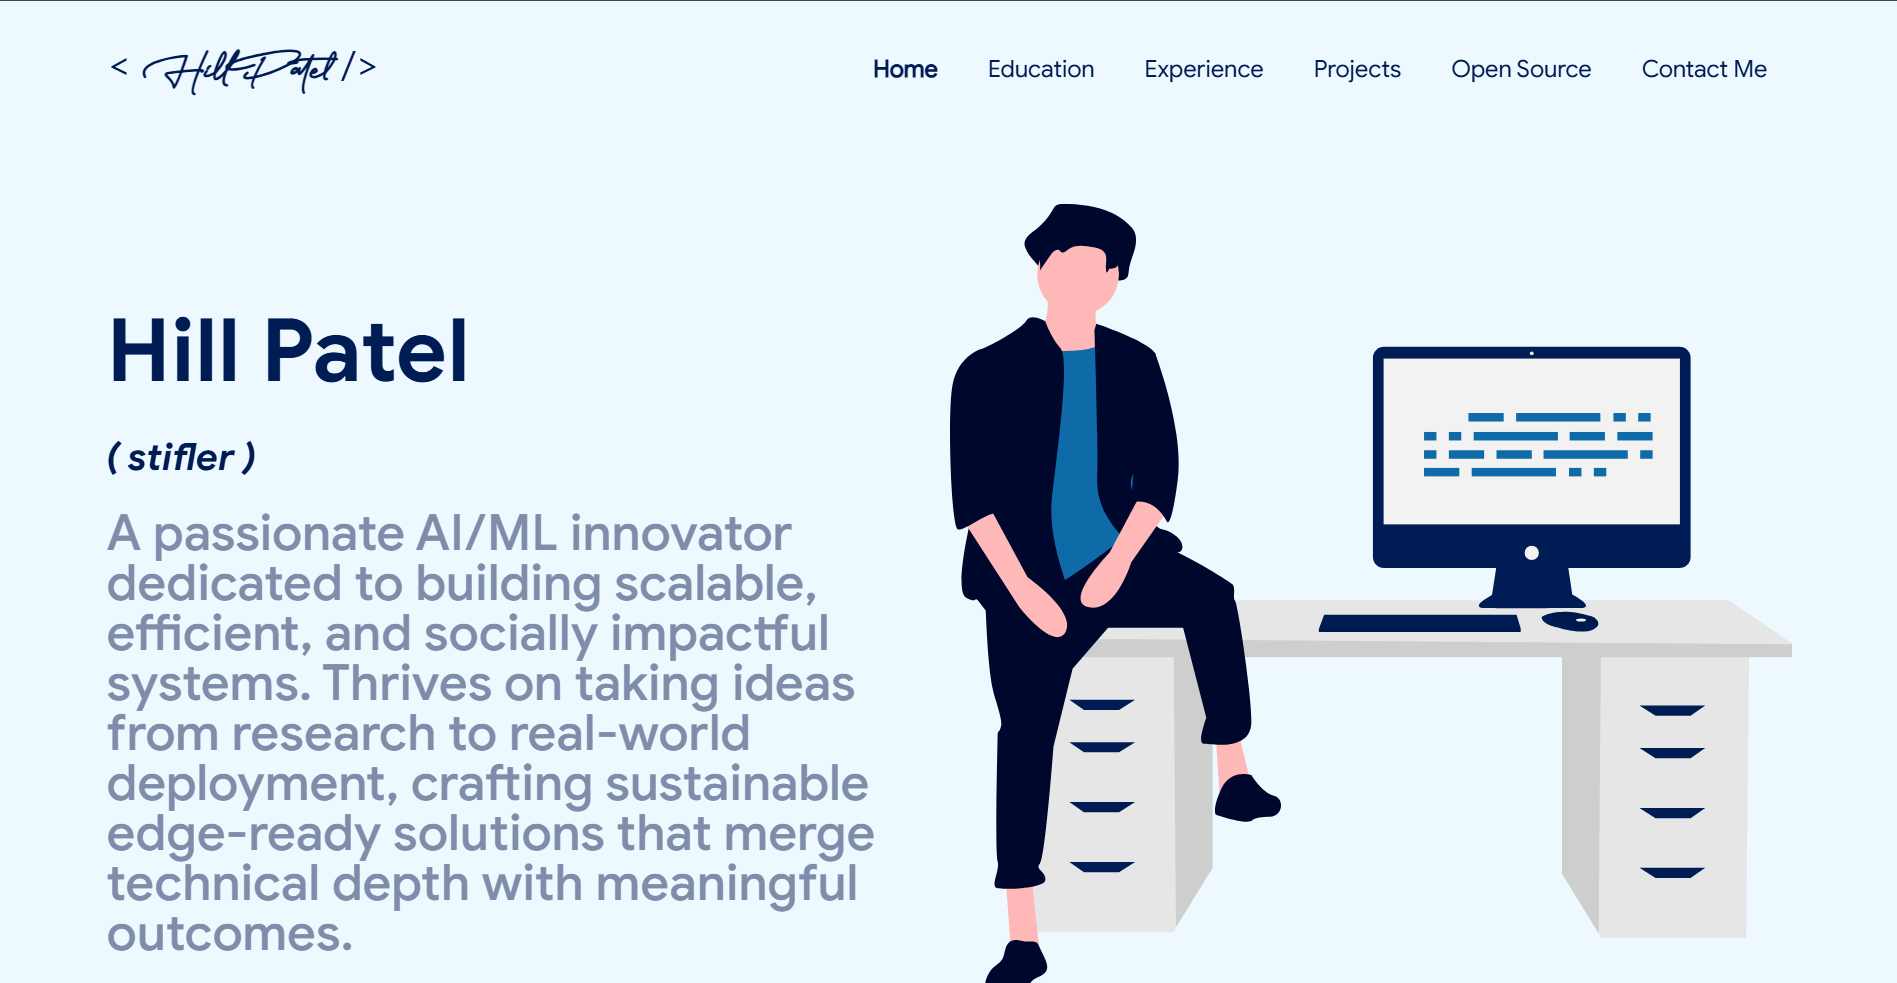 < Hill Patel />
Home Education Experience Projects Open Source Contact Me
Hill Patel
( stifler )
A passionate AI/ML innovator
dedicated to building scalable,
efficient, and socially impactful
systems. Thrives on taking ideas
from research to real-world
deployment, crafting sustainable
edge-ready solutions that merge
technical depth with meaningful
outcomes.